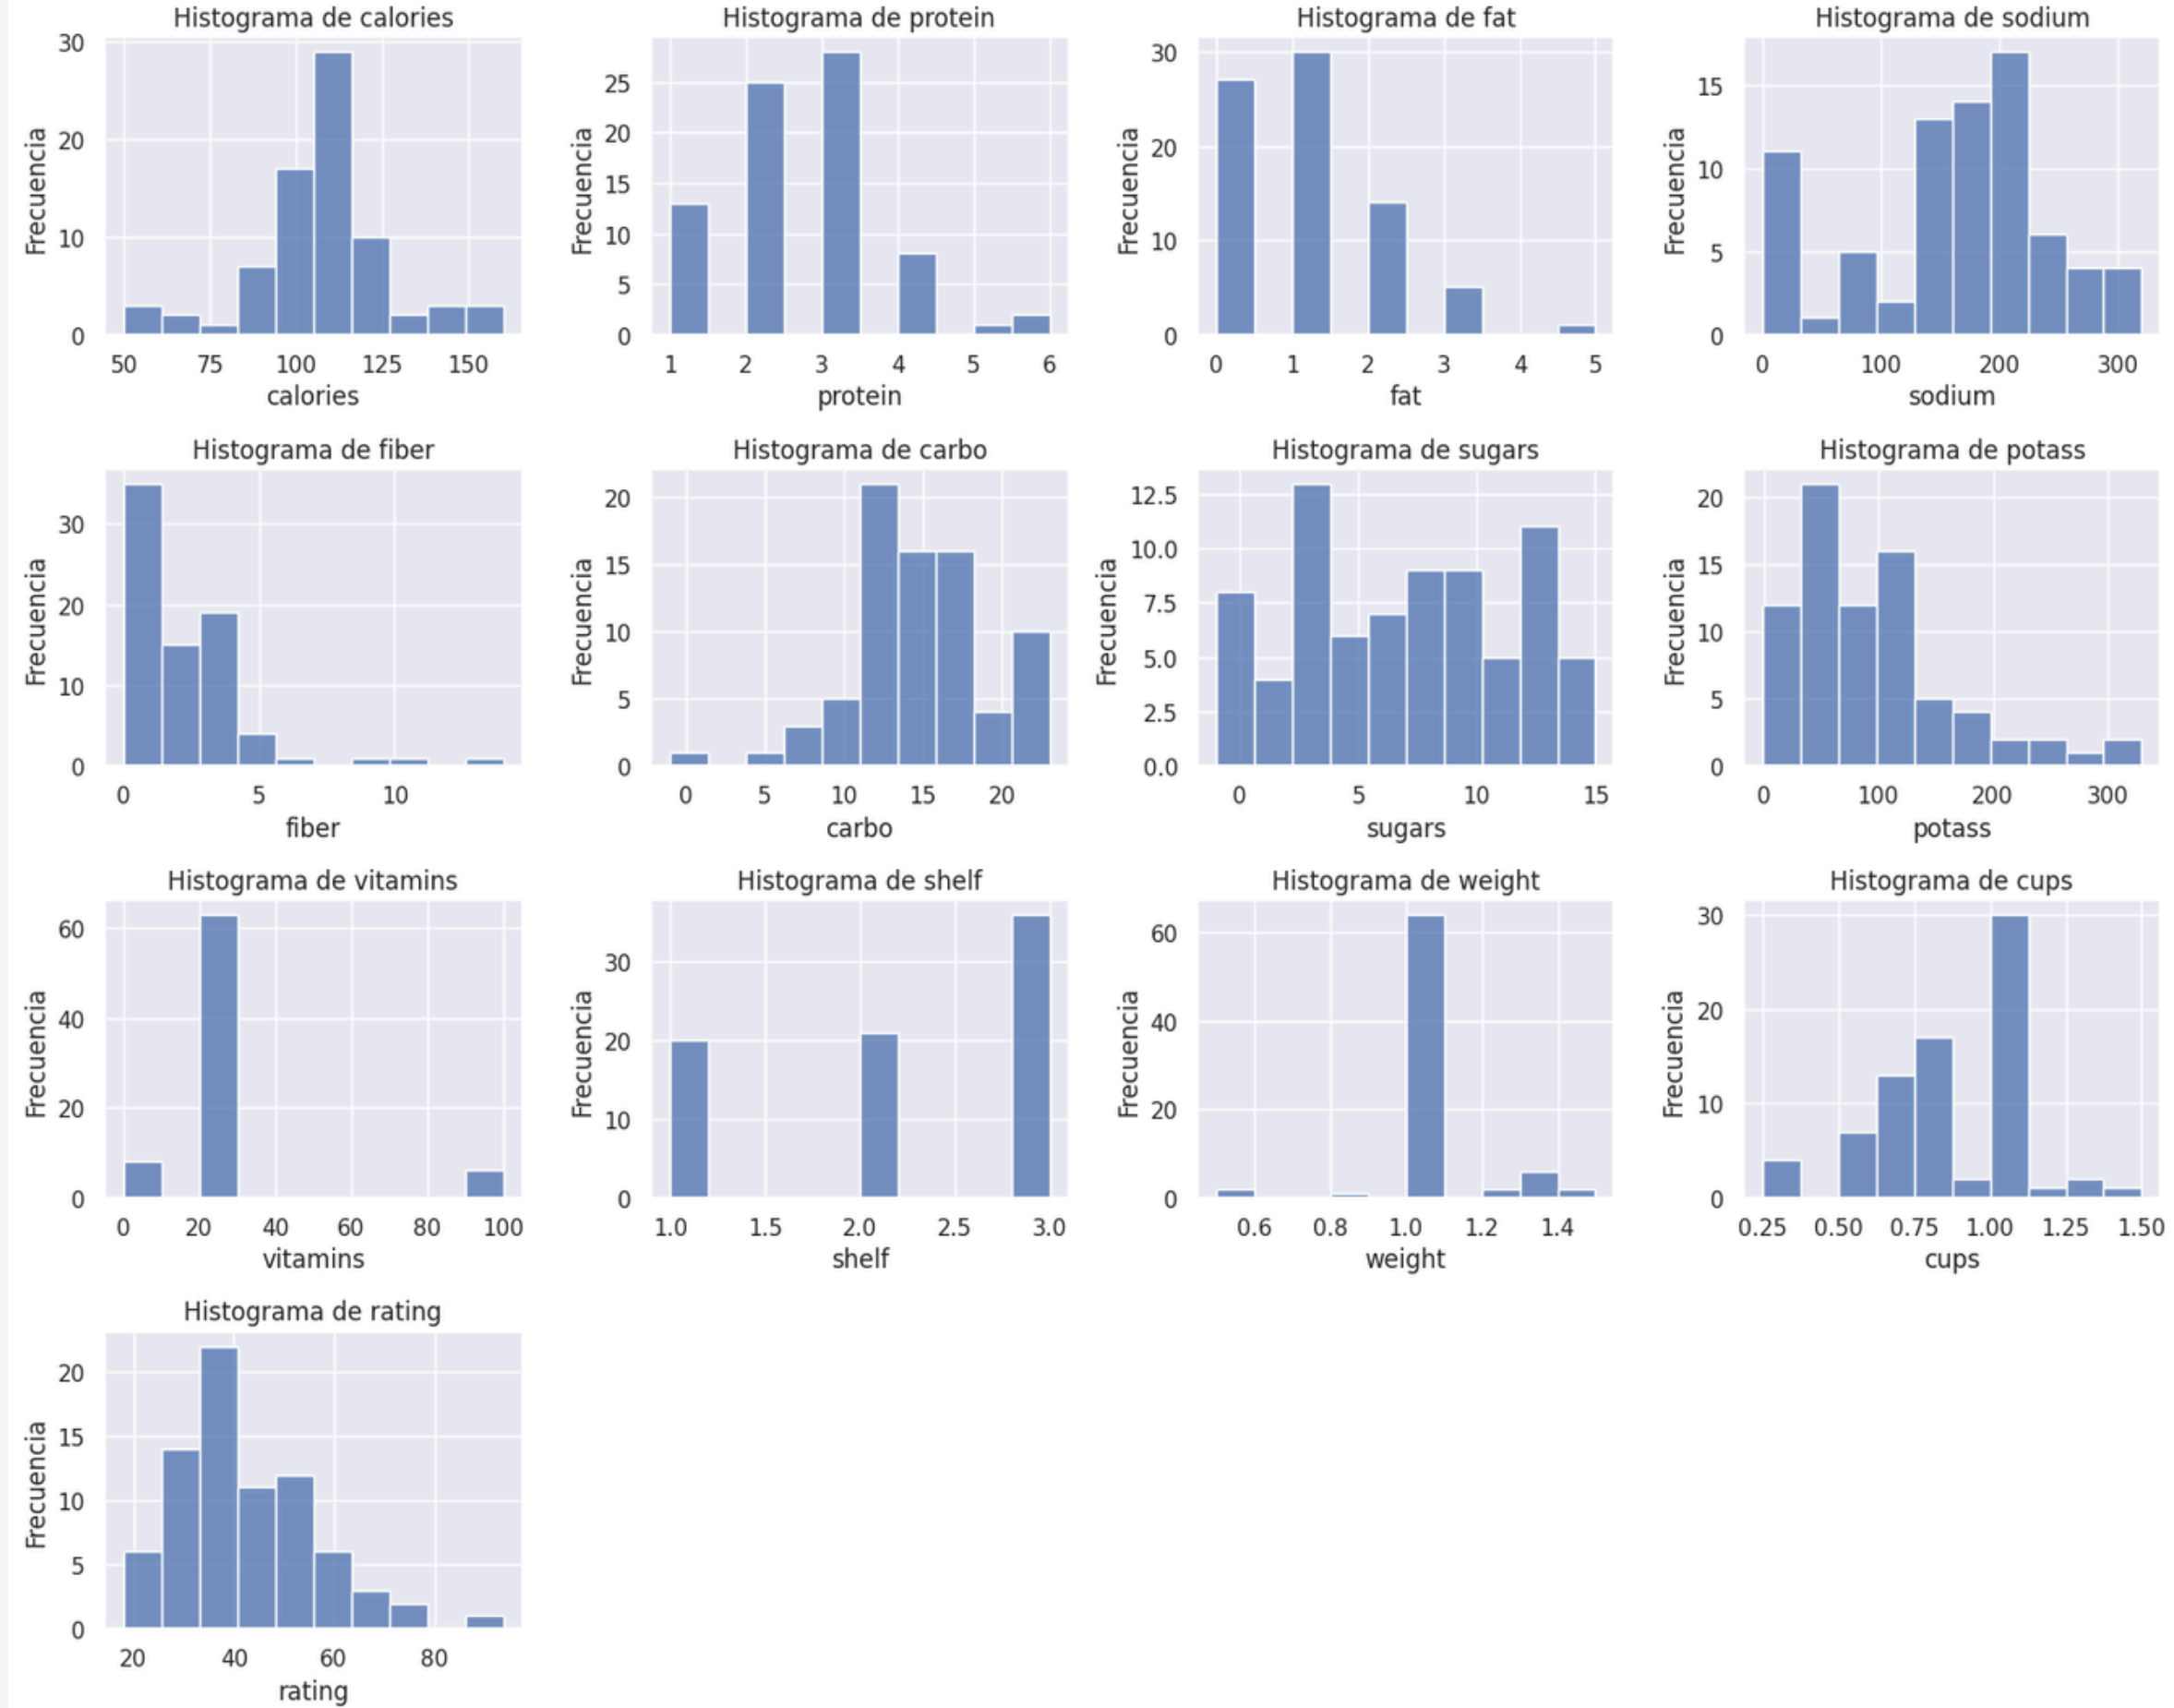 Histograma de calories
Frecuencia
30
20
10
0
50 75 100 125 150
calories
Histograma de protein
Frecuencia
25
20
15
10
5
0
1 2 3 4 5 6
protein
Histograma de fat
Frecuencia
30
20
10
0
0 1 2 3 4 5
fat
Histograma de sodium
Frecuencia
15
10
5
0
0 100 200 300
sodium
Histograma de fiber
Frecuencia
30
20
10
0
0 5 10
fiber
Histograma de carbo
Frecuencia
20
15
10
5
0
0 5 10 15 20
carbo
Histograma de sugars
Frecuencia
12.5
10.0
7.5
5.0
2.5
0.0
0 5 10 15
sugars
Histograma de potass
Frecuencia
20
15
10
5
0
0 100 200 300
potass
Histograma de vitamins
Frecuencia
60
40
20
0
0 20 40 60 80 100
vitamins
Histograma de shelf
Frecuencia
30
20
10
0
1.0 1.5 2.0 2.5 3.0
shelf
Histograma de weight
Frecuencia
60
40
20
0
0.6 0.8 1.0 1.2 1.4
weight
Histograma de cups
Frecuencia
30
20
10
0
0.25 0.50 0.75 1.00 1.25 1.50
cups
Histograma de rating
Frecuencia
20
15
10
5
0
20 40 60 80
rating